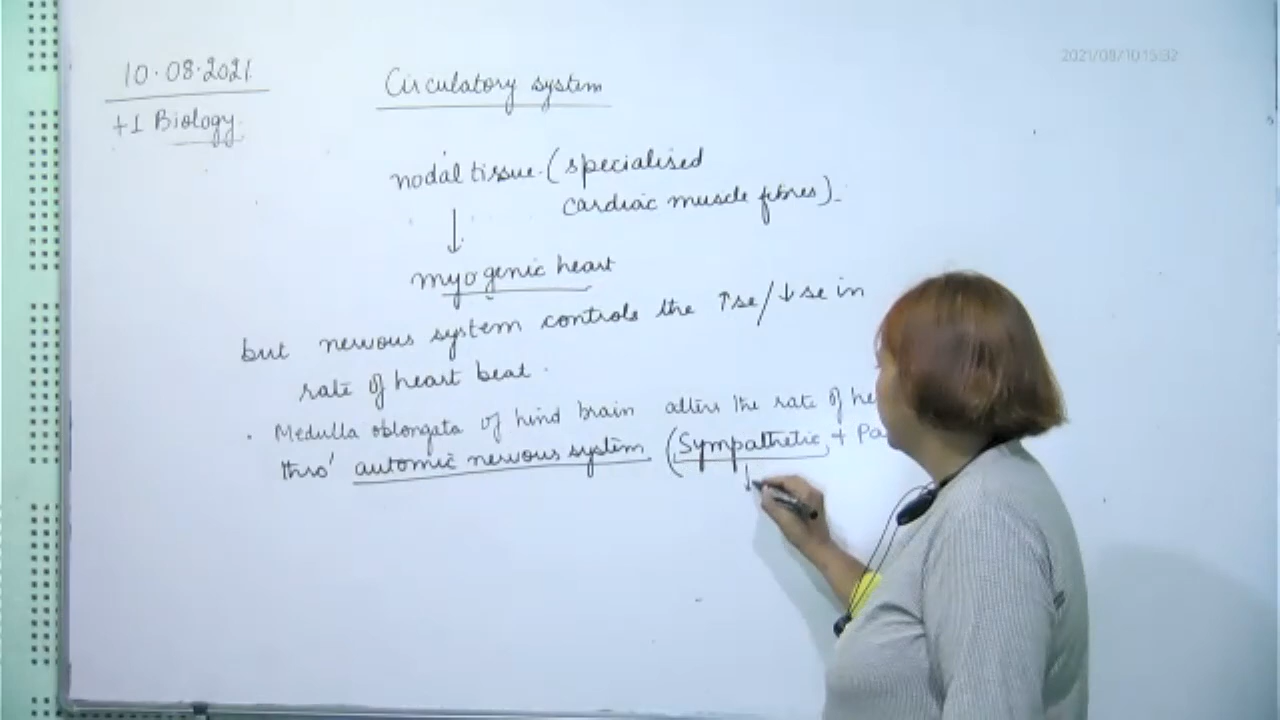 2021/08/10 15:32
10.08.2021.
+1 Biology.
Circulatory system
nodal tissue. (specialised
cardiac muscle fibres).
↓
myogenic heart
but nervous system controls the ↑se/↓se in
rate of heart beat.
. Medulla oblongata of hind brain alters the rate of he
thro' automic nervous system (Sympathetic + Pa
↓